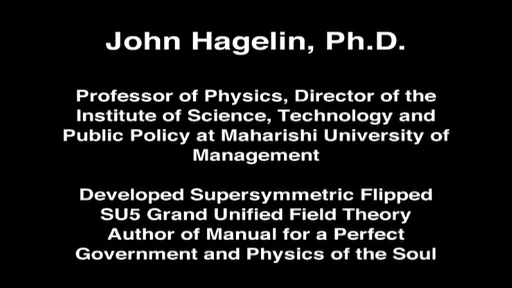 John Hagelin, Ph.D.
Professor of Physics, Director of the
Institute of Science, Technology and
Public Policy at Maharishi University of
Management
Developed Supersymmetric Flipped
SU5 Grand Unified Field Theory
Author of Manual for a Perfect
Government and Physics of the Soul